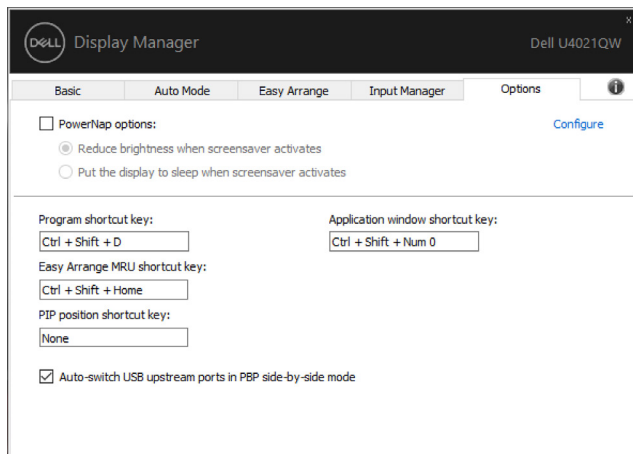 DELL Display Manager
Dell U4021QW
x
Basic
Auto Mode
Easy Arrange
Input Manager
Options
i
PowerNap options:
Configure
Reduce brightness when screensaver activates
Put the display to sleep when screensaver activates
Program shortcut key:
Ctrl + Shift + D
Application window shortcut key:
Ctrl + Shift + Num 0
Easy Arrange MRU shortcut key:
Ctrl + Shift + Home
PIP position shortcut key:
None
Auto-switch USB upstream ports in PBP side-by-side mode